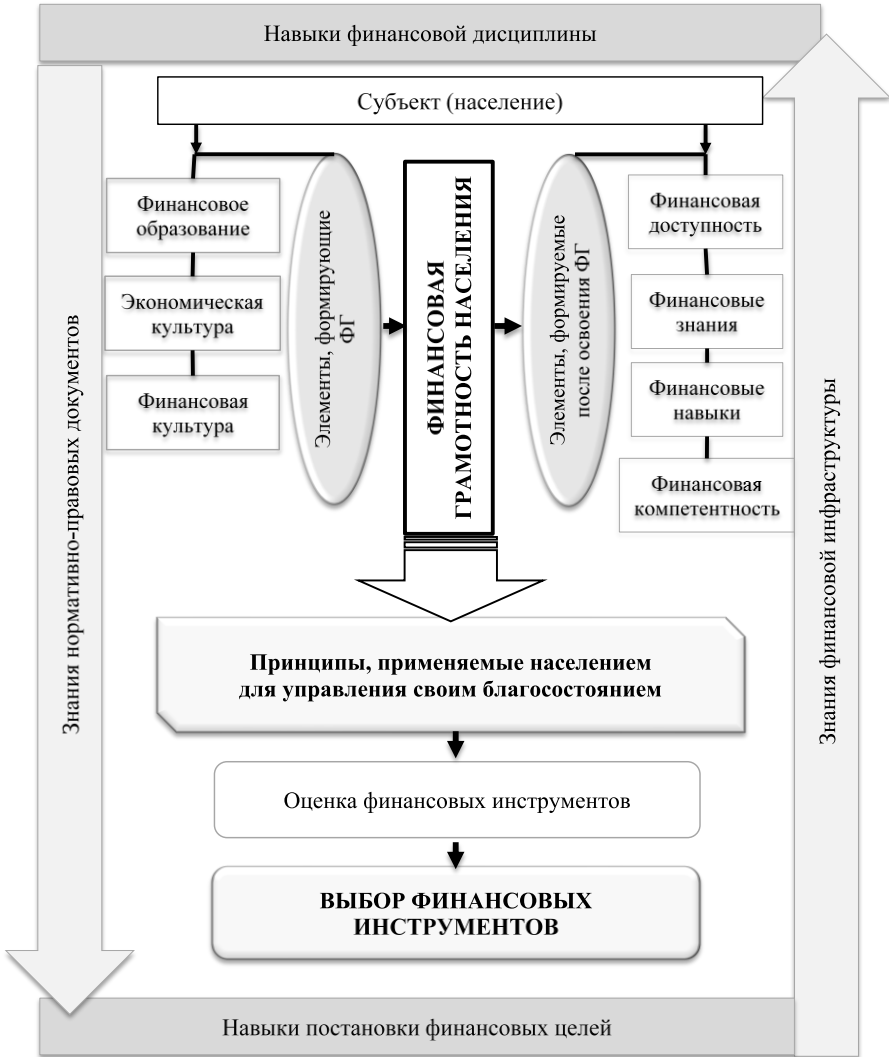 Навыки финансовой дисциплины
Субъект (население)
Финансовое
образование
Экономическая
культура
Финансовая
культура
Элементы, формирующие
ФГ
ФИНАНСОВАЯ
ГРАМОТНОСТЬ НАСЕЛЕНИЯ
Элементы, формируемые
после освоения ФГ
Финансовая
доступность
Финансовые
знания
Финансовые
навыки
Финансовая
компетентность
Знания нормативно-правовых документов
Знания финансовой инфраструктуры
Принципы, применяемые населением
для управления своим благосостоянием
Оценка финансовых инструментов
ВЫБОР ФИНАНСОВЫХ
ИНСТРУМЕНТОВ
Навыки постановки финансовых целей